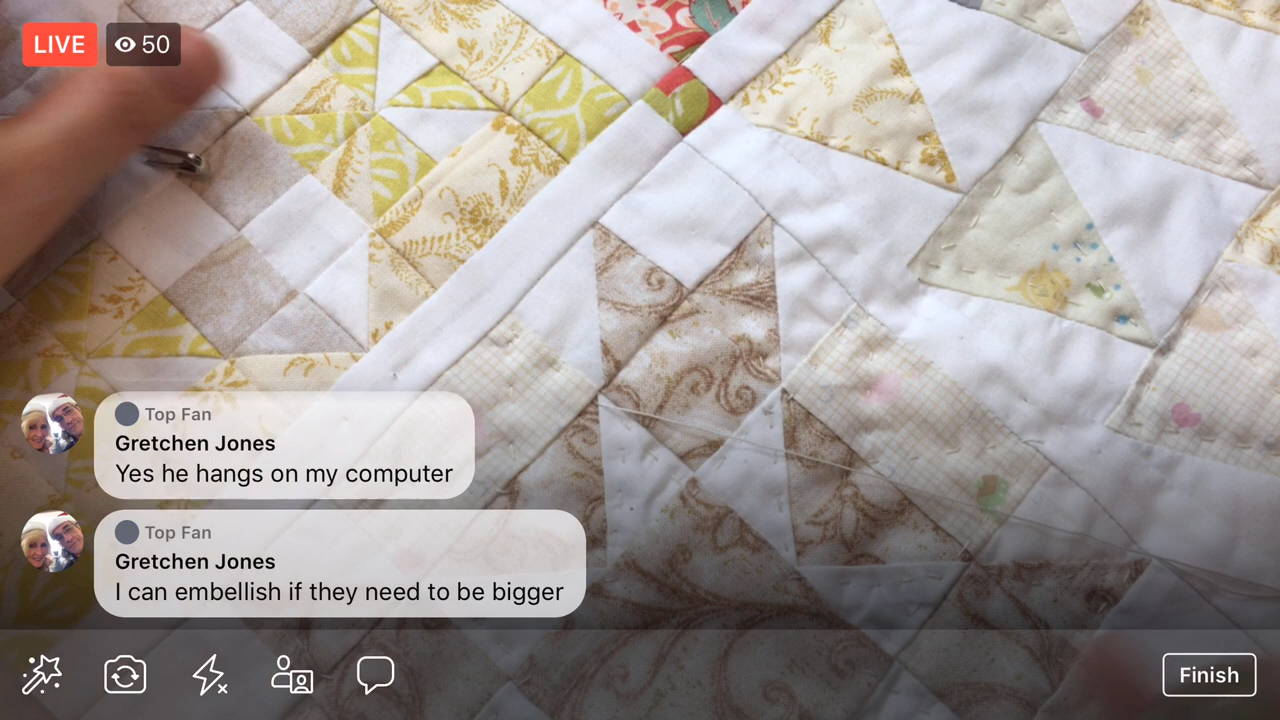 LIVE 50
Top Fan
Gretchen Jones
Yes he hangs on my computer
Top Fan
Gretchen Jones
I can embellish if they need to be bigger
Finish